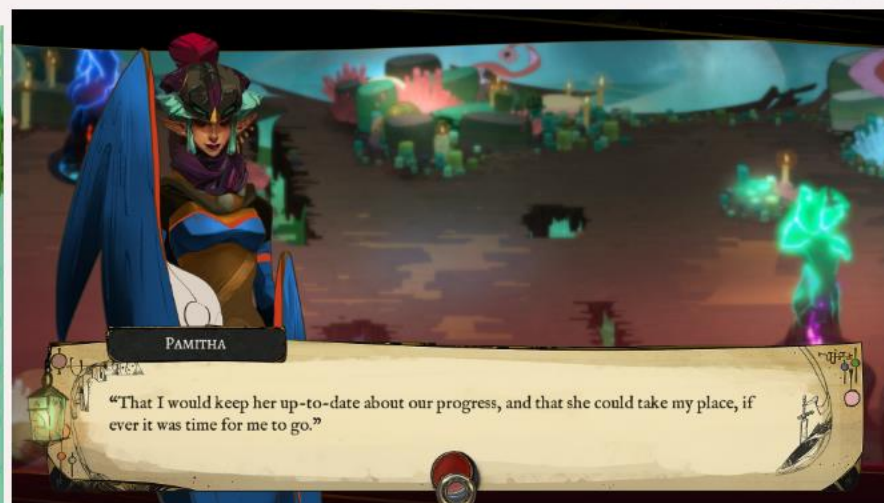 PAMITHA
“That I would keep her up-to-date about our progress, and that she could take my place, if
ever it was time for me to go.”